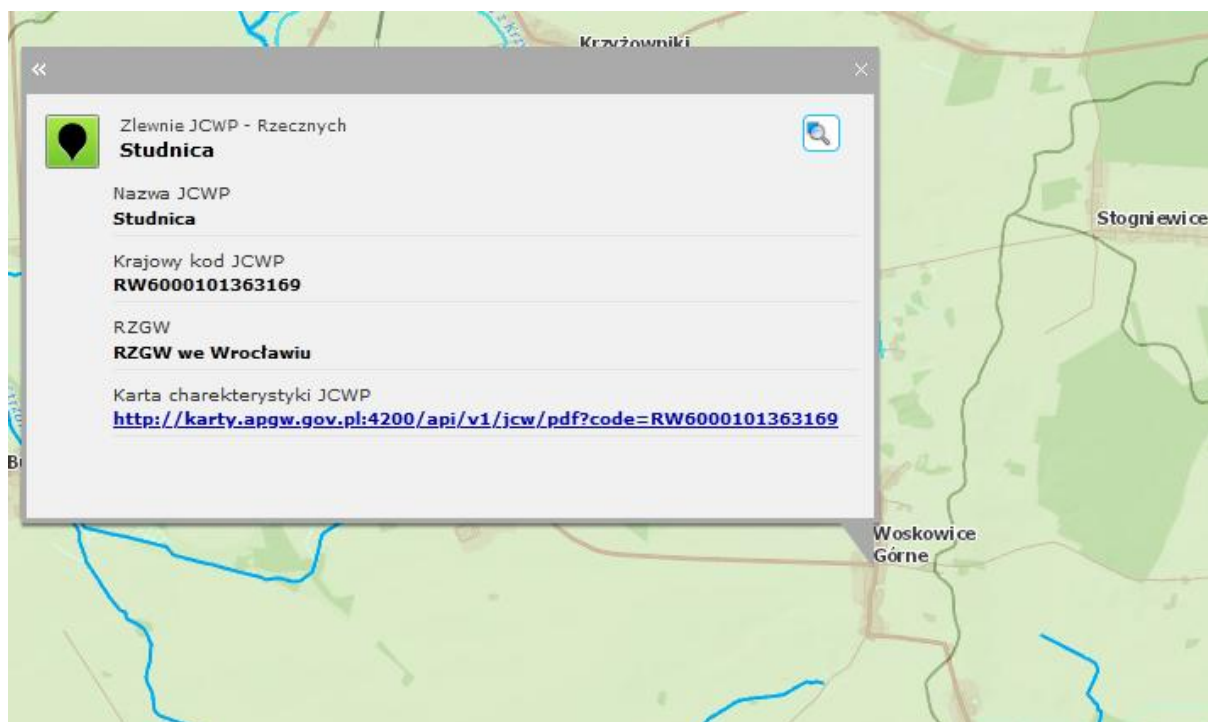 Krzyżowniki
Zlewnie JCWP - Rzecznych
Studnica
Nazwa JCWP
Studnica
Krajowy kod JCWP
RW6000101363169
RZGW
RZGW we Wrocławiu
Karta charekterystyki JCWP
http://karty.apgw.gov.pl:4200/api/v1/jcw/pdf?code=RW6000101363169
Stogniewice
Woskowice
Górne